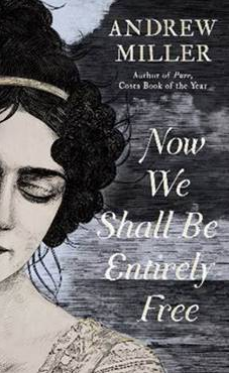 ANDREW
MILLER
Author of Pure,
Costa Book of the Year
Now
We
Shall Be
Entirely
Free